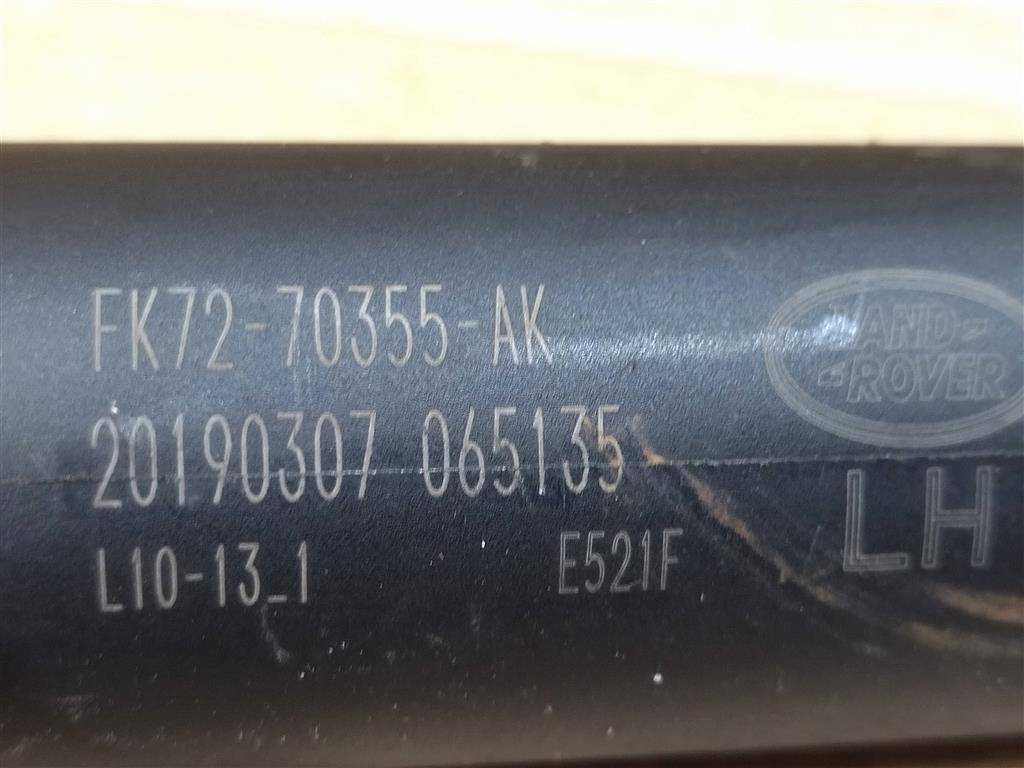 FK72-70355-AK
20190307 065135
L10-13_1 E521F
LAND-
-ROVER
LH